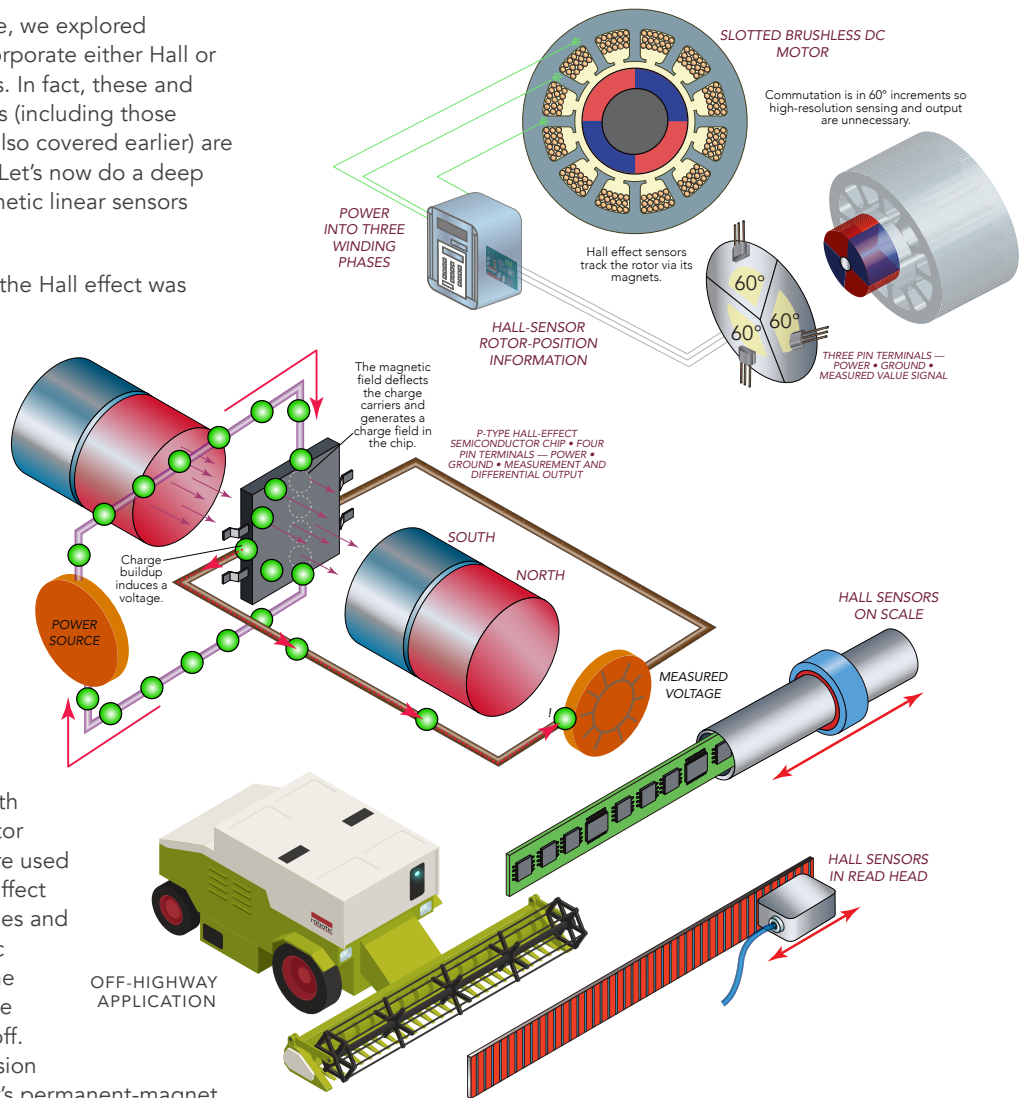 e, we explored
orporate either Hall or
s. In fact, these and
s (including those
lso covered earlier) are
Let's now do a deep
netic linear sensors
the Hall effect was
SLOTTED BRUSHLESS DC
MOTOR
Commutation is in 60° increments so
high-resolution sensing and output
are unnecessary.
POWER
INTO THREE
WINDING
PHASES
Hall effect sensors
track the rotor via its
magnets.
HALL-SENSOR
ROTOR-POSITION
INFORMATION
60°
60°
60°
THREE PIN TERMINALS —
POWER • GROUND •
MEASURED VALUE SIGNAL
The magnetic
field deflects
the charge
carriers and
generates a
charge field in
the chip.
P-TYPE HALL-EFFECT
SEMICONDUCTOR CHIP • FOUR
PIN TERMINALS — POWER •
GROUND • MEASUREMENT AND
DIFFERENTIAL OUTPUT
Charge
buildup
induces a
voltage.
POWER
SOURCE
SOUTH
NORTH
MEASURED
VOLTAGE
!
HALL SENSORS
ON SCALE
HALL SENSORS
IN READ HEAD
th
tor
re used
effect
es and
c
ne
e
off.
sion
r's permanent-magnet
robotic
OFF-HIGHWAY
APPLICATION